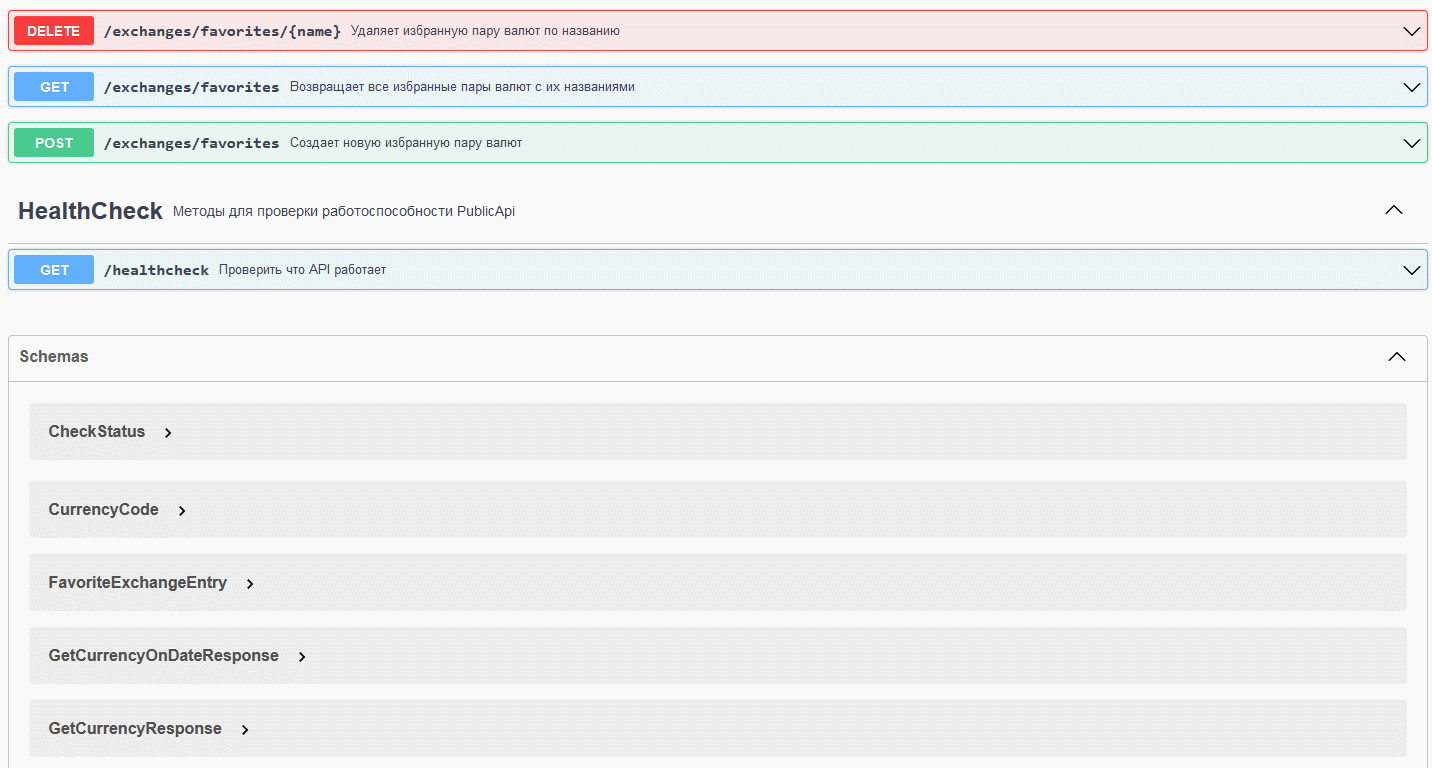 DELETE /exchanges/favorites/{name} Удаляет избранную пару валют по названию
GET /exchanges/favorites Возвращает все избранные пары валют с их названиями
POST /exchanges/favorites Создает новую избранную пару валют
HealthCheck Методы для проверки работоспособности PublicApi
GET /healthcheck Проверить что API работает
Schemas
CheckStatus
CurrencyCode
FavoriteExchangeEntry
GetCurrencyOnDateResponse
GetCurrencyResponse